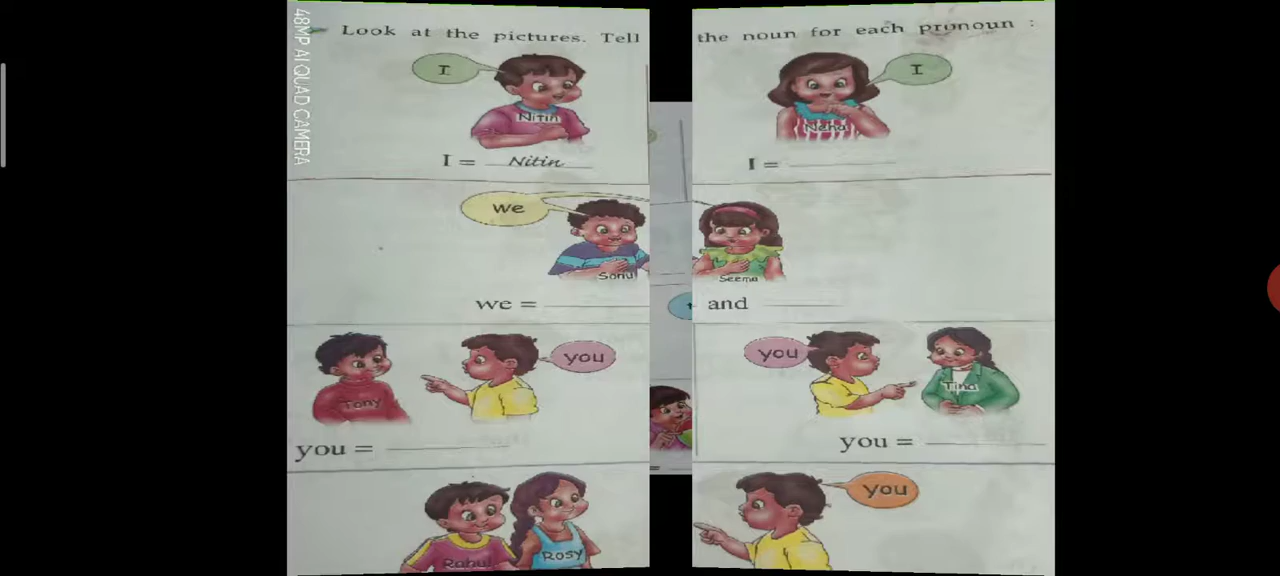 48MP AI QUAD CAMERA
Look at the pictures. Tell the noun for each pronoun :
I I
Nitin Neha
I = Nitin I =
we
Sonu Seema
we = and
you you
Tony Tina
you = you =
you
Rahul ROSY